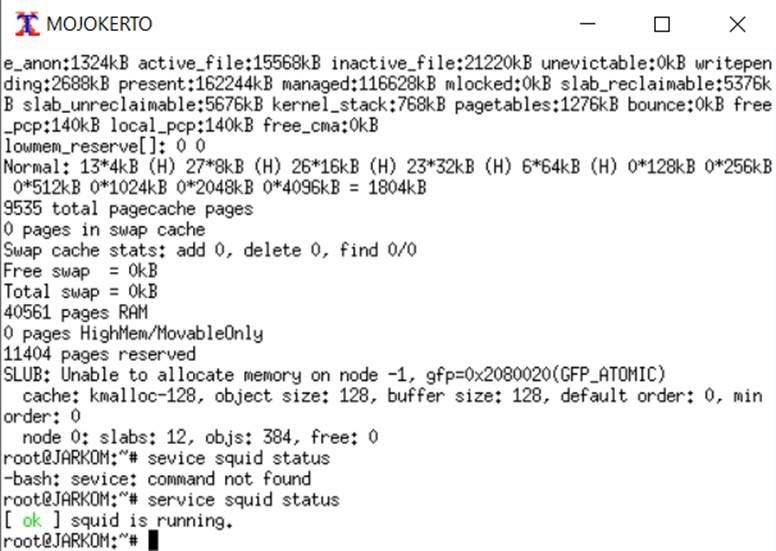 MOJOKERTO
e_anon:1324kB active_file:15568kB inactive_file:21220kB unevictable:0kB writepen
ding:2688kB present:162244kB managed:116628kB mlocked:0kB slab_reclaimable:5376k
B slab_unreclaimable:5676kB kernel_stack:768kB pagetables:1276kB bounce:0kB free
_pcp:140kB local_pcp:140kB free_cma:0kB
lowmem_reserve[]: 0 0
Normal: 13*4kB (H) 27*8kB (H) 26*16kB (H) 23*32kB (H) 6*64kB (H) 0*128kB 0*256kB
 0*512kB 0*1024kB 0*2048kB 0*4096kB = 1804kB
9535 total pagecache pages
0 pages in swap cache
Swap cache stats: add 0, delete 0, find 0/0
Free swap  = 0kB
Total swap = 0kB
40561 pages RAM
0 pages HighMem/MovableOnly
11404 pages reserved
SLUB: Unable to allocate memory on node -1, gfp=0x2080020(GFP_ATOMIC)
  cache: kmalloc-128, object size: 128, buffer size: 128, default order: 0, min
order: 0
  node 0: slabs: 12, objs: 384, free: 0
root@JARKOM:~# sevice squid status
-bash: sevice: command not found
root@JARKOM:~# service squid status
[ ok ] squid is running.
root@JARKOM:~#